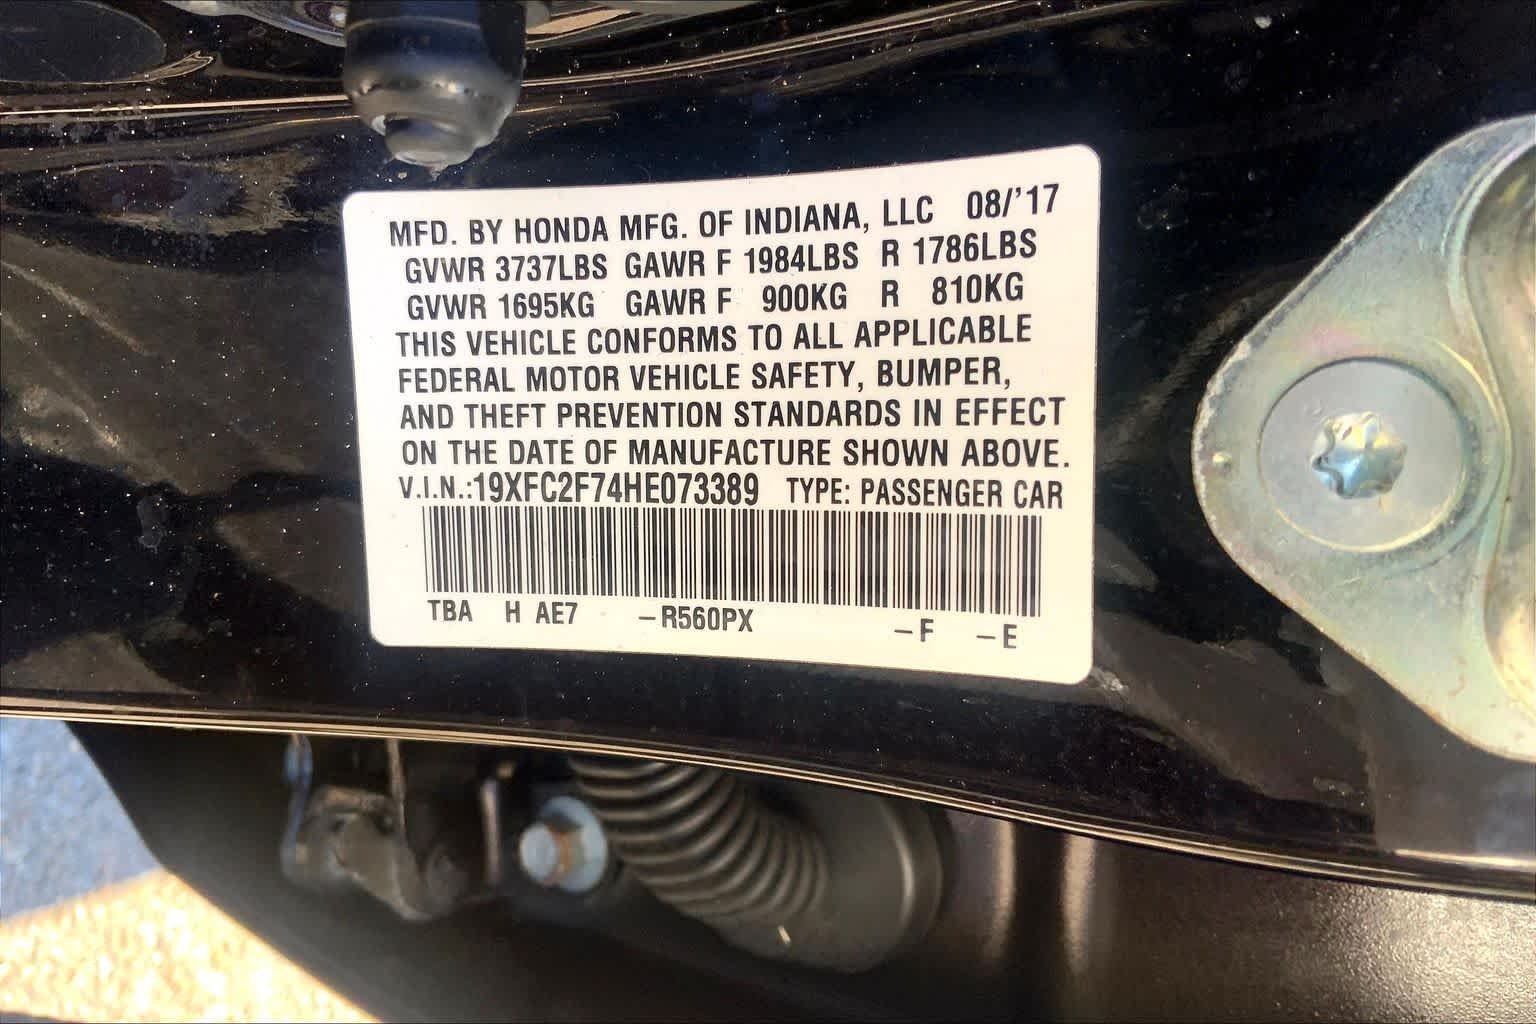 MFD. BY HONDA MFG. OF INDIANA, LLC 08/'17
GVWR 3737LBS GAWR F 1984LBS R 1786LBS
GVWR 1695KG GAWR F 900KG R 810KG
THIS VEHICLE CONFORMS TO ALL APPLICABLE
FEDERAL MOTOR VEHICLE SAFETY, BUMPER,
AND THEFT PREVENTION STANDARDS IN EFFECT
ON THE DATE OF MANUFACTURE SHOWN ABOVE.
V.I.N.:19XFC2F74HE073389 TYPE: PASSENGER CAR
TBA H AE7 –R560PX –F –E